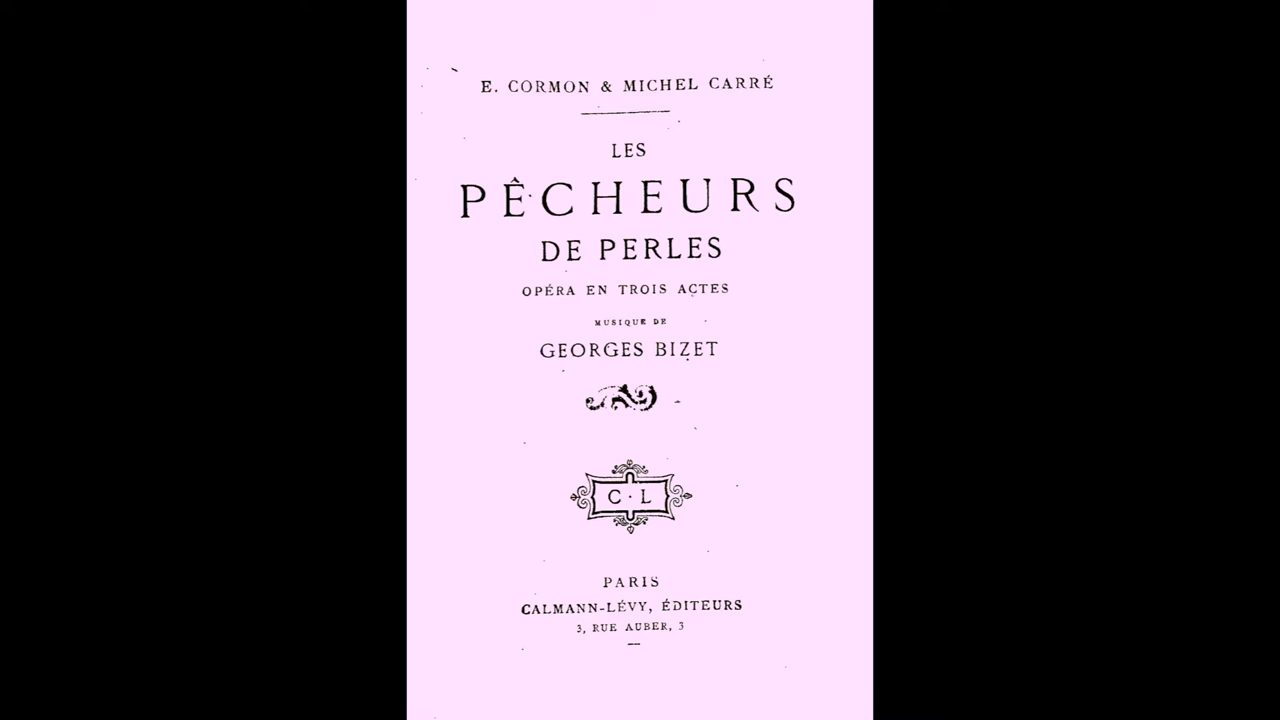 E. CORMON & MICHEL CARRÉ
LES
PÊCHEURS
DE PERLES
OPÉRA EN TROIS ACTES
MUSIQUE DE
GEORGES BIZET
C · L
PARIS
CALMANN-LÉVY, ÉDITEURS
3, RUE AUBER, 3